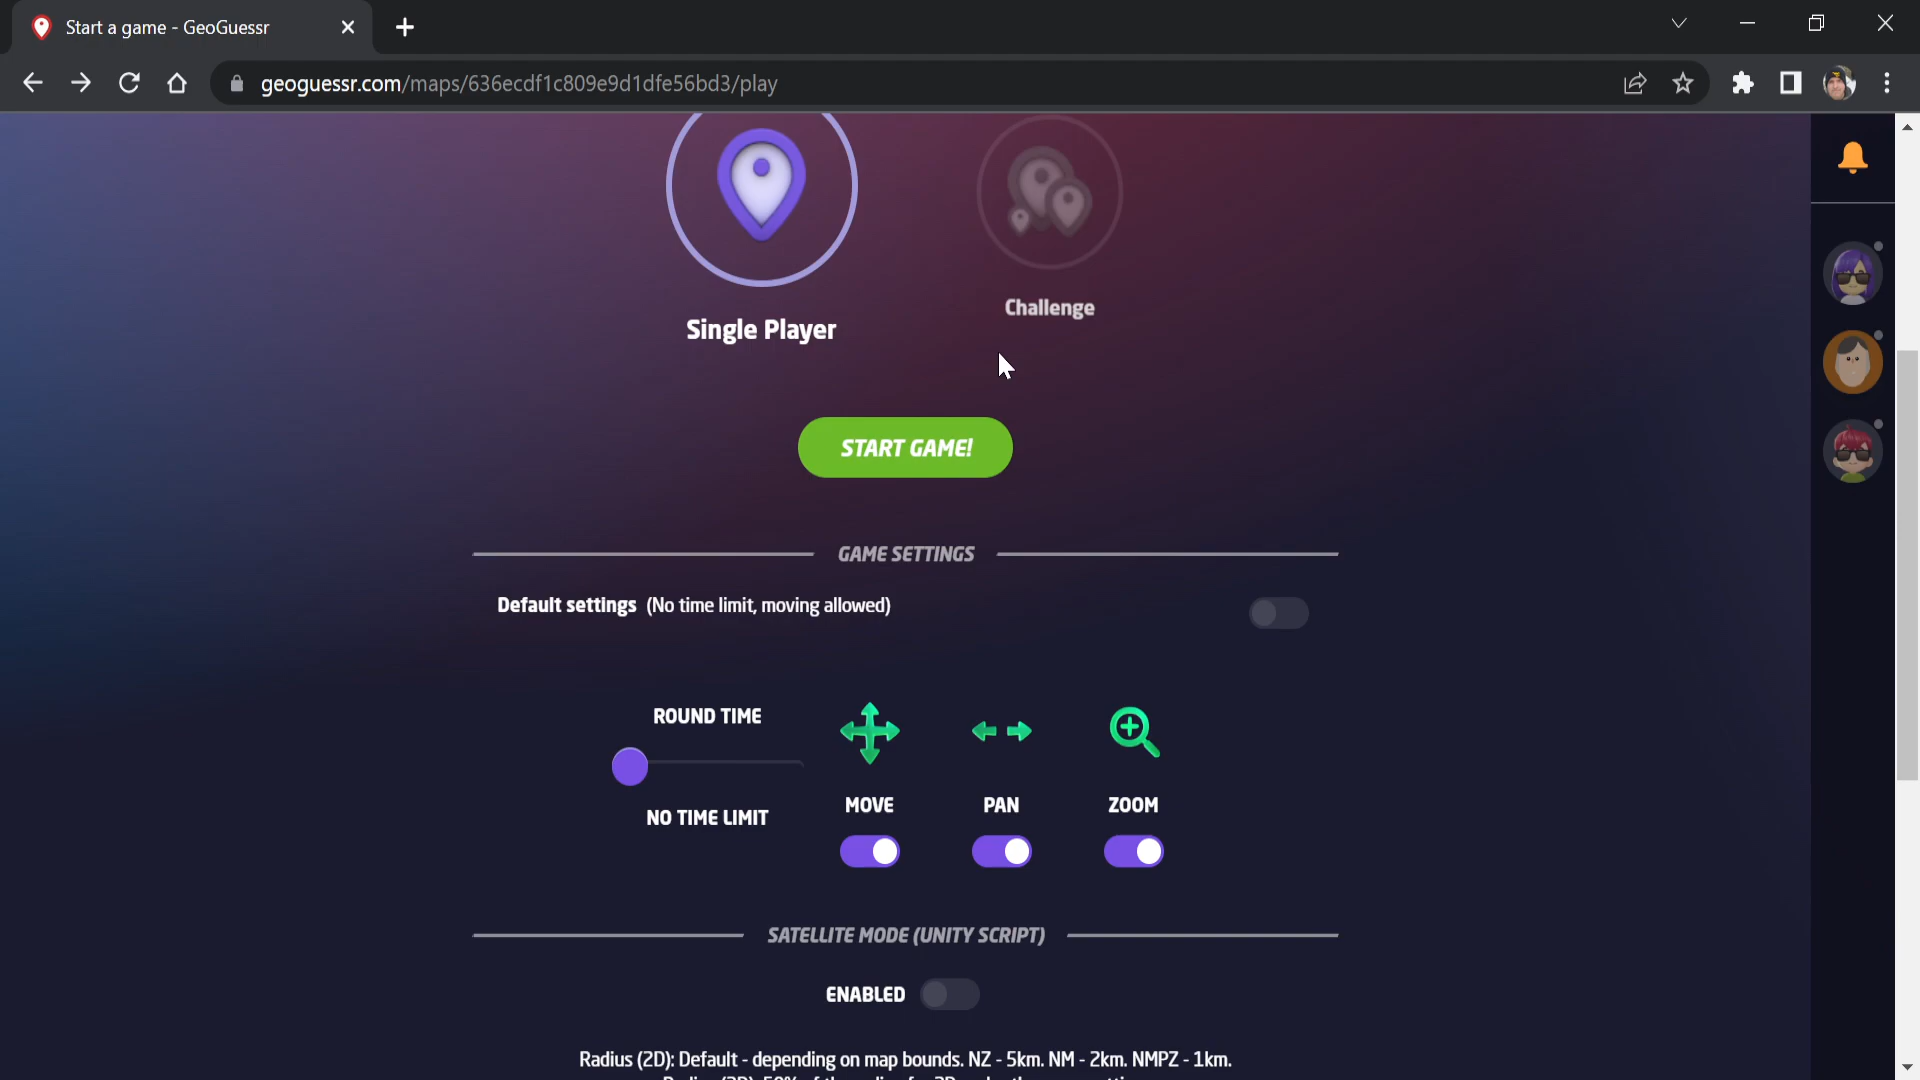 Start a game - GeoGuessr
geoguessr.com/maps/636ecdf1c809e9d1dfe56bd3/play
Single Player
Challenge
START GAME!
GAME SETTINGS
Default settings (No time limit, moving allowed)
ROUND TIME
NO TIME LIMIT
MOVE
PAN
ZOOM
SATELLITE MODE (UNITY SCRIPT)
ENABLED
Radius (2D): Default - depending on map bounds. NZ - 5km. NM - 2km. NMPZ - 1km.